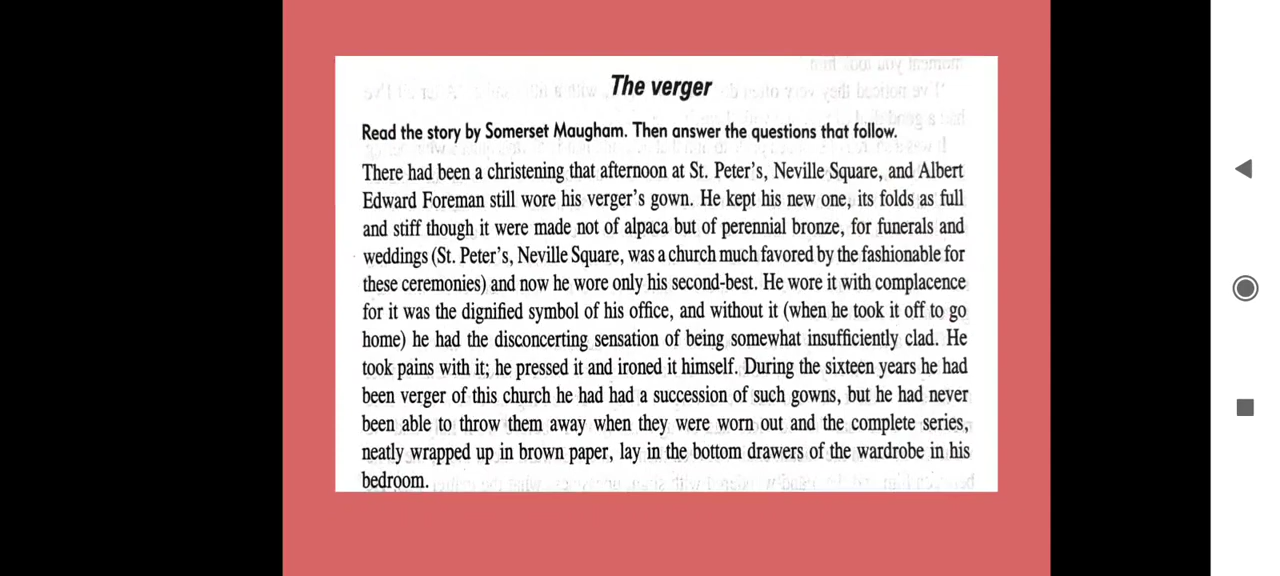 The verger
Read the story by Somerset Maugham. Then answer the questions that follow.
There had been a christening that afternoon at St. Peter's, Neville Square, and Albert
Edward Foreman still wore his verger's gown. He kept his new one, its folds as full
and stiff though it were made not of alpaca but of perennial bronze, for funerals and
weddings (St. Peter's, Neville Square, was a church much favored by the fashionable for
these ceremonies) and now he wore only his second-best. He wore it with complacence
for it was the dignified symbol of his office, and without it (when he took it off to go
home) he had the disconcerting sensation of being somewhat insufficiently clad. He
took pains with it; he pressed it and ironed it himself. During the sixteen years he had
been verger of this church he had had a succession of such gowns, but he had never
been able to throw them away when they were worn out and the complete series,
neatly wrapped up in brown paper, lay in the bottom drawers of the wardrobe in his
bedroom.